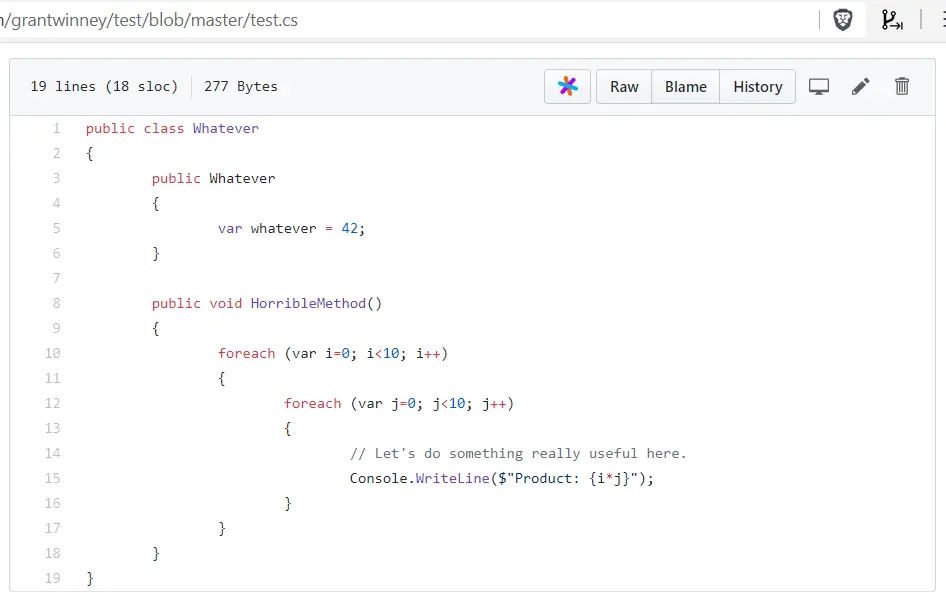 /grantwinney/test/blob/master/test.cs
19 lines (18 sloc) 277 Bytes Raw Blame History
1 public class Whatever
2 {
3 public Whatever
4 {
5 var whatever = 42;
6 }
7
8 public void HorribleMethod()
9 {
10 foreach (var i=0; i<10; i++)
11 {
12 foreach (var j=0; j<10; j++)
13 {
14 // Let's do something really useful here.
15 Console.WriteLine($"Product: {i*j}");
16 }
17 }
18 }
19 }